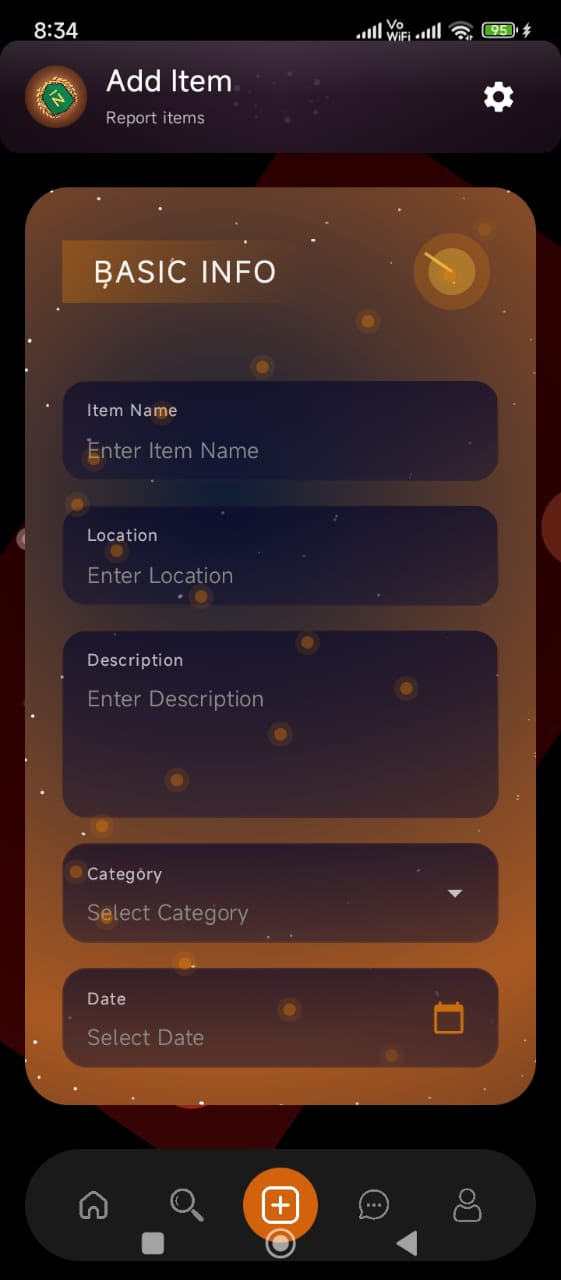 8:34
Vo
WiFi
95
Add Item
Report items
BASIC INFO
Item Name
Enter Item Name
Location
Enter Location
Description
Enter Description
Category
Select Category
Date
Select Date